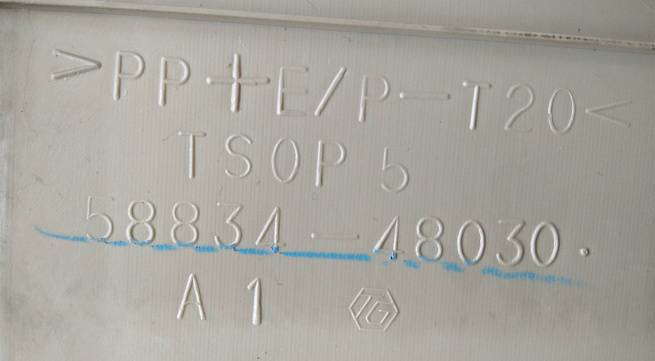 >PP+E/P-T20<
TSOP 5
58834-48030.
A 1